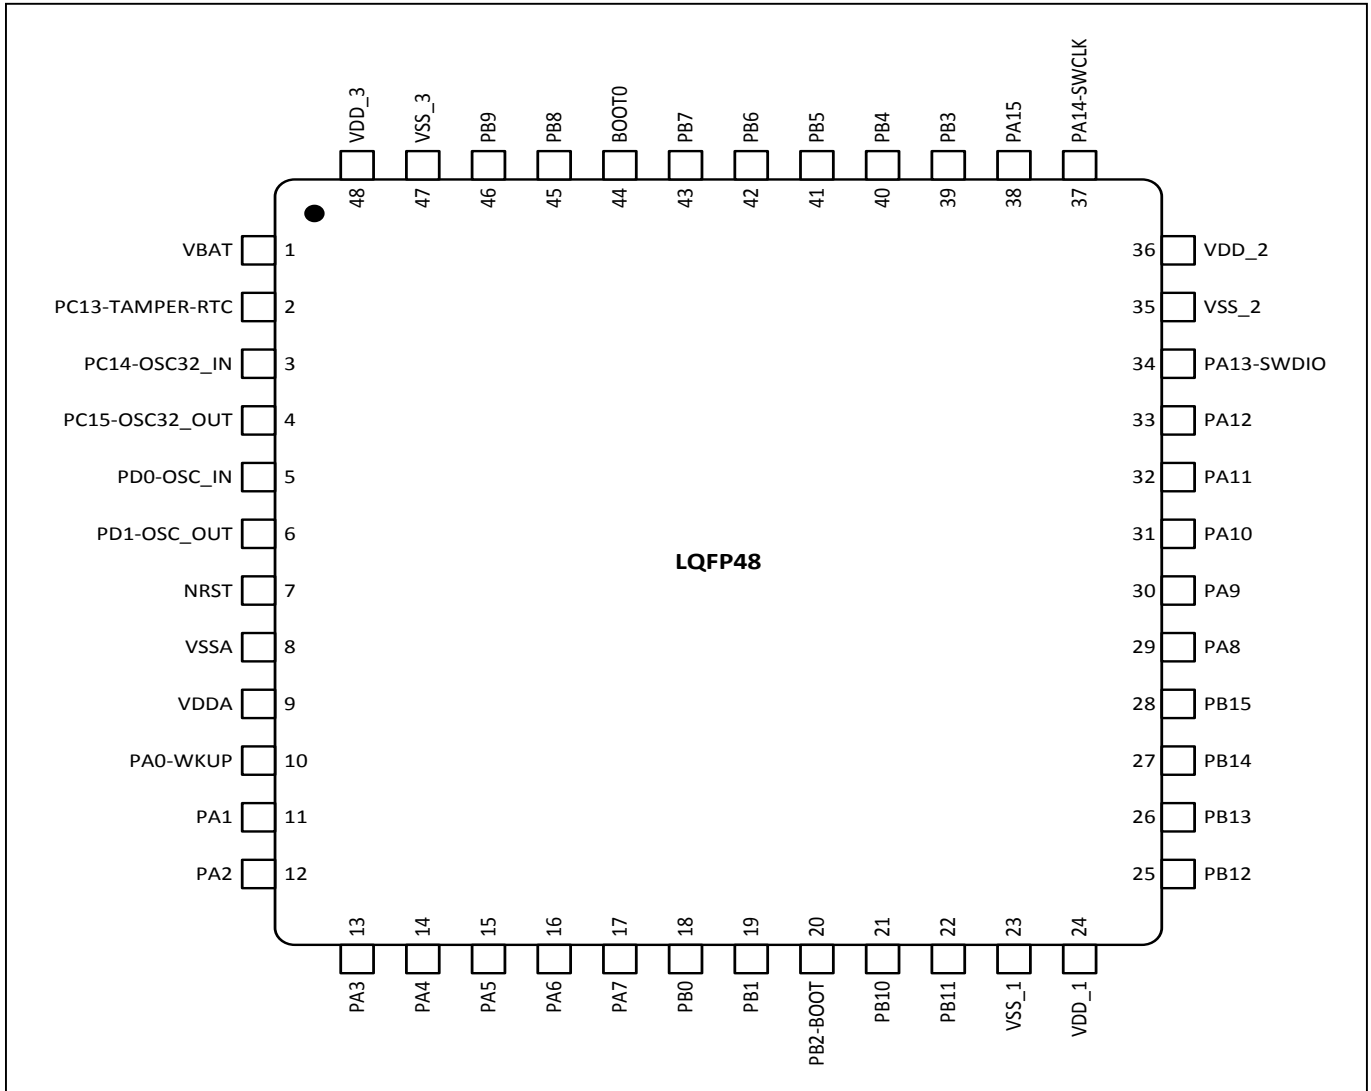 VDD_3
VSS_3
PB9
PB8
BOOT0
PB7
PB6
PB5
PB4
PB3
PA15
PA14-SWCLK
48
47
46
45
44
43
42
41
40
39
38
37
VBAT 1
PC13-TAMPER-RTC 2
PC14-OSC32_IN 3
PC15-OSC32_OUT 4
PD0-OSC_IN 5
PD1-OSC_OUT 6
NRST 7
VSSA 8
VDDA 9
PA0-WKUP 10
PA1 11
PA2 12
LQFP48
36 VDD_2
35 VSS_2
34 PA13-SWDIO
33 PA12
32 PA11
31 PA10
30 PA9
29 PA8
28 PB15
27 PB14
26 PB13
25 PB12
13
14
15
16
17
18
19
20
21
22
23
24
PA3
PA4
PA5
PA6
PA7
PB0
PB1
PB2-BOOT
PB10
PB11
VSS_1
VDD_1